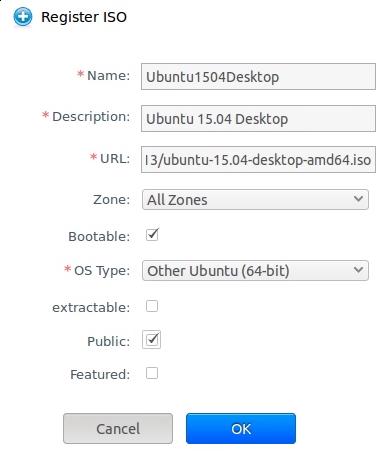 Register ISO
*Name: Ubuntu1504Desktop
*Description: Ubuntu 15.04 Desktop
*URL: 13/ubuntu-15.04-desktop-amd64.iso
Zone: All Zones
Bootable:
*OS Type: Other Ubuntu (64-bit)
extractable:
Public:
Featured:
Cancel OK